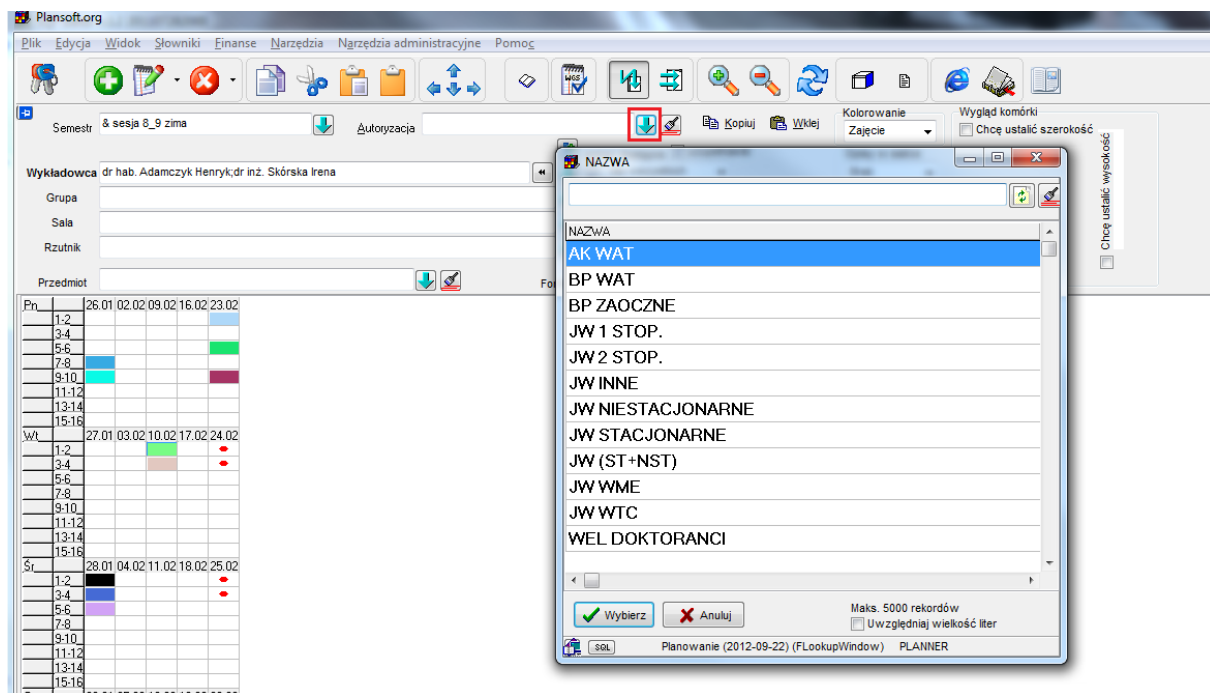 Plansoft.org
Plik Edycja Widok Słowniki Finanse Narzędzia Narzędzia administracyjne Pomoc
WGS
Semestr & sesja 8_9 zima Autoryzacja Kopiuj Wklej
Kolorowanie
Zajęcie
Wygląd komórki
Chcę ustalić szerokość
Chcę ustalić wysokość
Wykładowca dr hab. Adamczyk Henryk;dr inż. Skórska Irena
Grupa
Sala
Rzutnik
Przedmiot
NAZWA
NAZWA
AK WAT
BP WAT
BP ZAOCZNE
JW 1 STOP.
JW 2 STOP.
JW INNE
JW NIESTACJONARNE
JW STACJONARNE
JW (ST+NST)
JW WME
JW WTC
WEL DOKTORANCI
Wybierz Anuluj Maks. 5000 rekordów
Uwzględniaj wielkość liter
SQL Planowanie (2012-09-22) (FLookupWindow) PLANNER
Pn 26.01 02.02 09.02 16.02 23.02
1-2
3-4
5-6
7-8
9-10
11-12
13-14
15-16
Wt 27.01 03.02 10.02 17.02 24.02
1-2
3-4
5-6
7-8
9-10
11-12
13-14
15-16
Śr 28.01 04.02 11.02 18.02 25.02
1-2
3-4
5-6
7-8
9-10
11-12
13-14
15-16